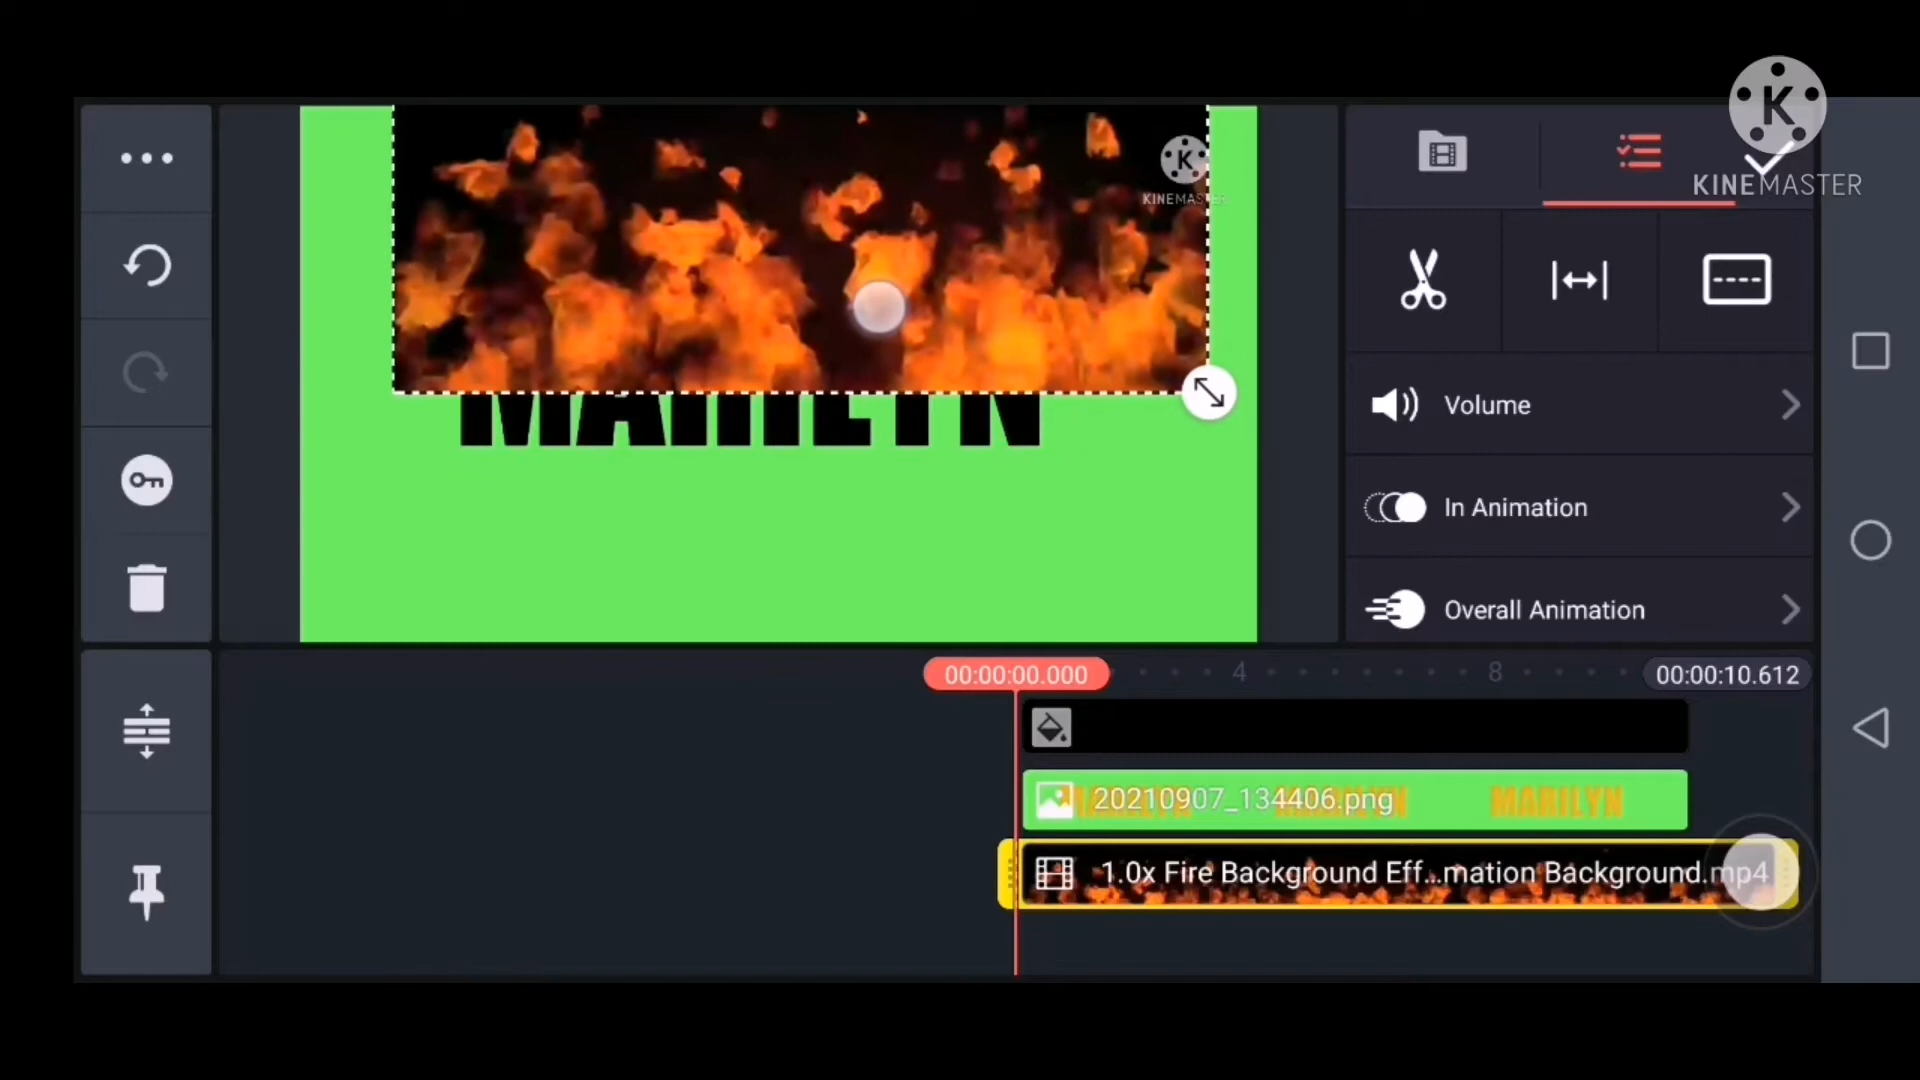 KINEMASTER
KINEMASTER
MARILYN
Volume
In Animation
Overall Animation
00:00:00.000
4
8
00:00:10.612
20210907_134406.png
MARILYN
1.0x Fire Background Eff...mation Background.mp4